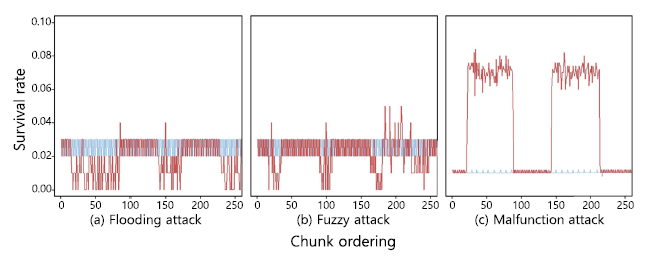 0.10
0.08
0.06
0.04
0.02
0.00
Survival rate
0 50 100 150 200 250 0 50 100 150 200 250 0 50 100 150 200 250
(a) Flooding attack (b) Fuzzy attack (c) Malfunction attack
Chunk ordering